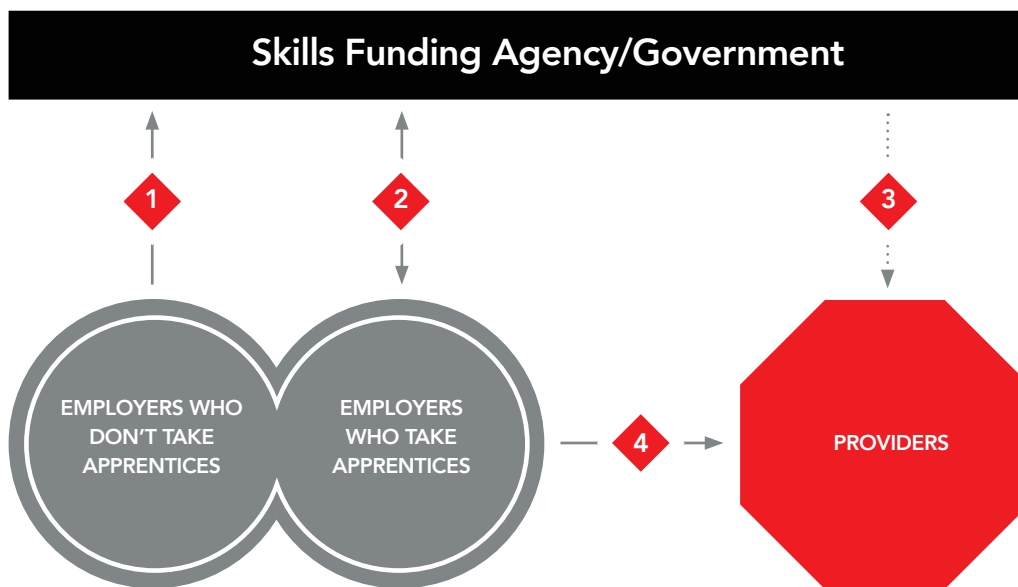 Skills Funding Agency/Government
1
2
3
EMPLOYERS WHO
DON’T TAKE
APPRENTICES
EMPLOYERS
WHO TAKE
APPRENTICES
4
PROVIDERS